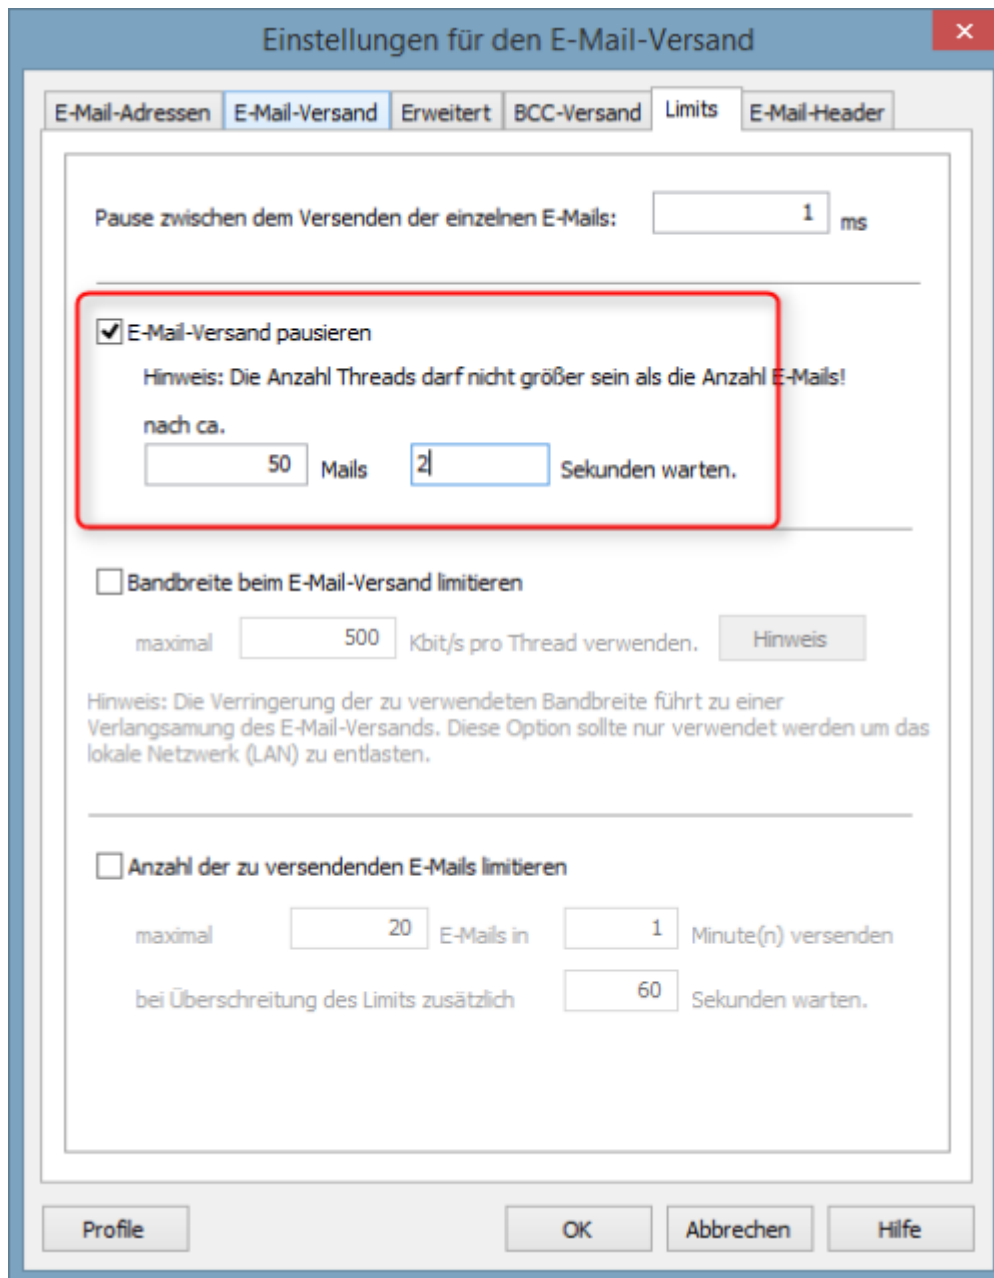 Einstellungen für den E-Mail-Versand
E-Mail-Adressen E-Mail-Versand Erweitert BCC-Versand Limits E-Mail-Header
Pause zwischen dem Versenden der einzelnen E-Mails: 1 ms
E-Mail-Versand pausieren
Hinweis: Die Anzahl Threads darf nicht größer sein als die Anzahl E-Mails!
nach ca.
50 Mails 2 Sekunden warten.
Bandbreite beim E-Mail-Versand limitieren
maximal 500 Kbit/s pro Thread verwenden. Hinweis
Hinweis: Die Verringerung der zu verwendeten Bandbreite führt zu einer
Verlangsamung des E-Mail-Versands. Diese Option sollte nur verwendet werden um das
lokale Netzwerk (LAN) zu entlasten.
Anzahl der zu versendenden E-Mails limitieren
maximal 20 E-Mails in 1 Minute(n) versenden
bei Überschreitung des Limits zusätzlich 60 Sekunden warten.
Profile OK Abbrechen Hilfe